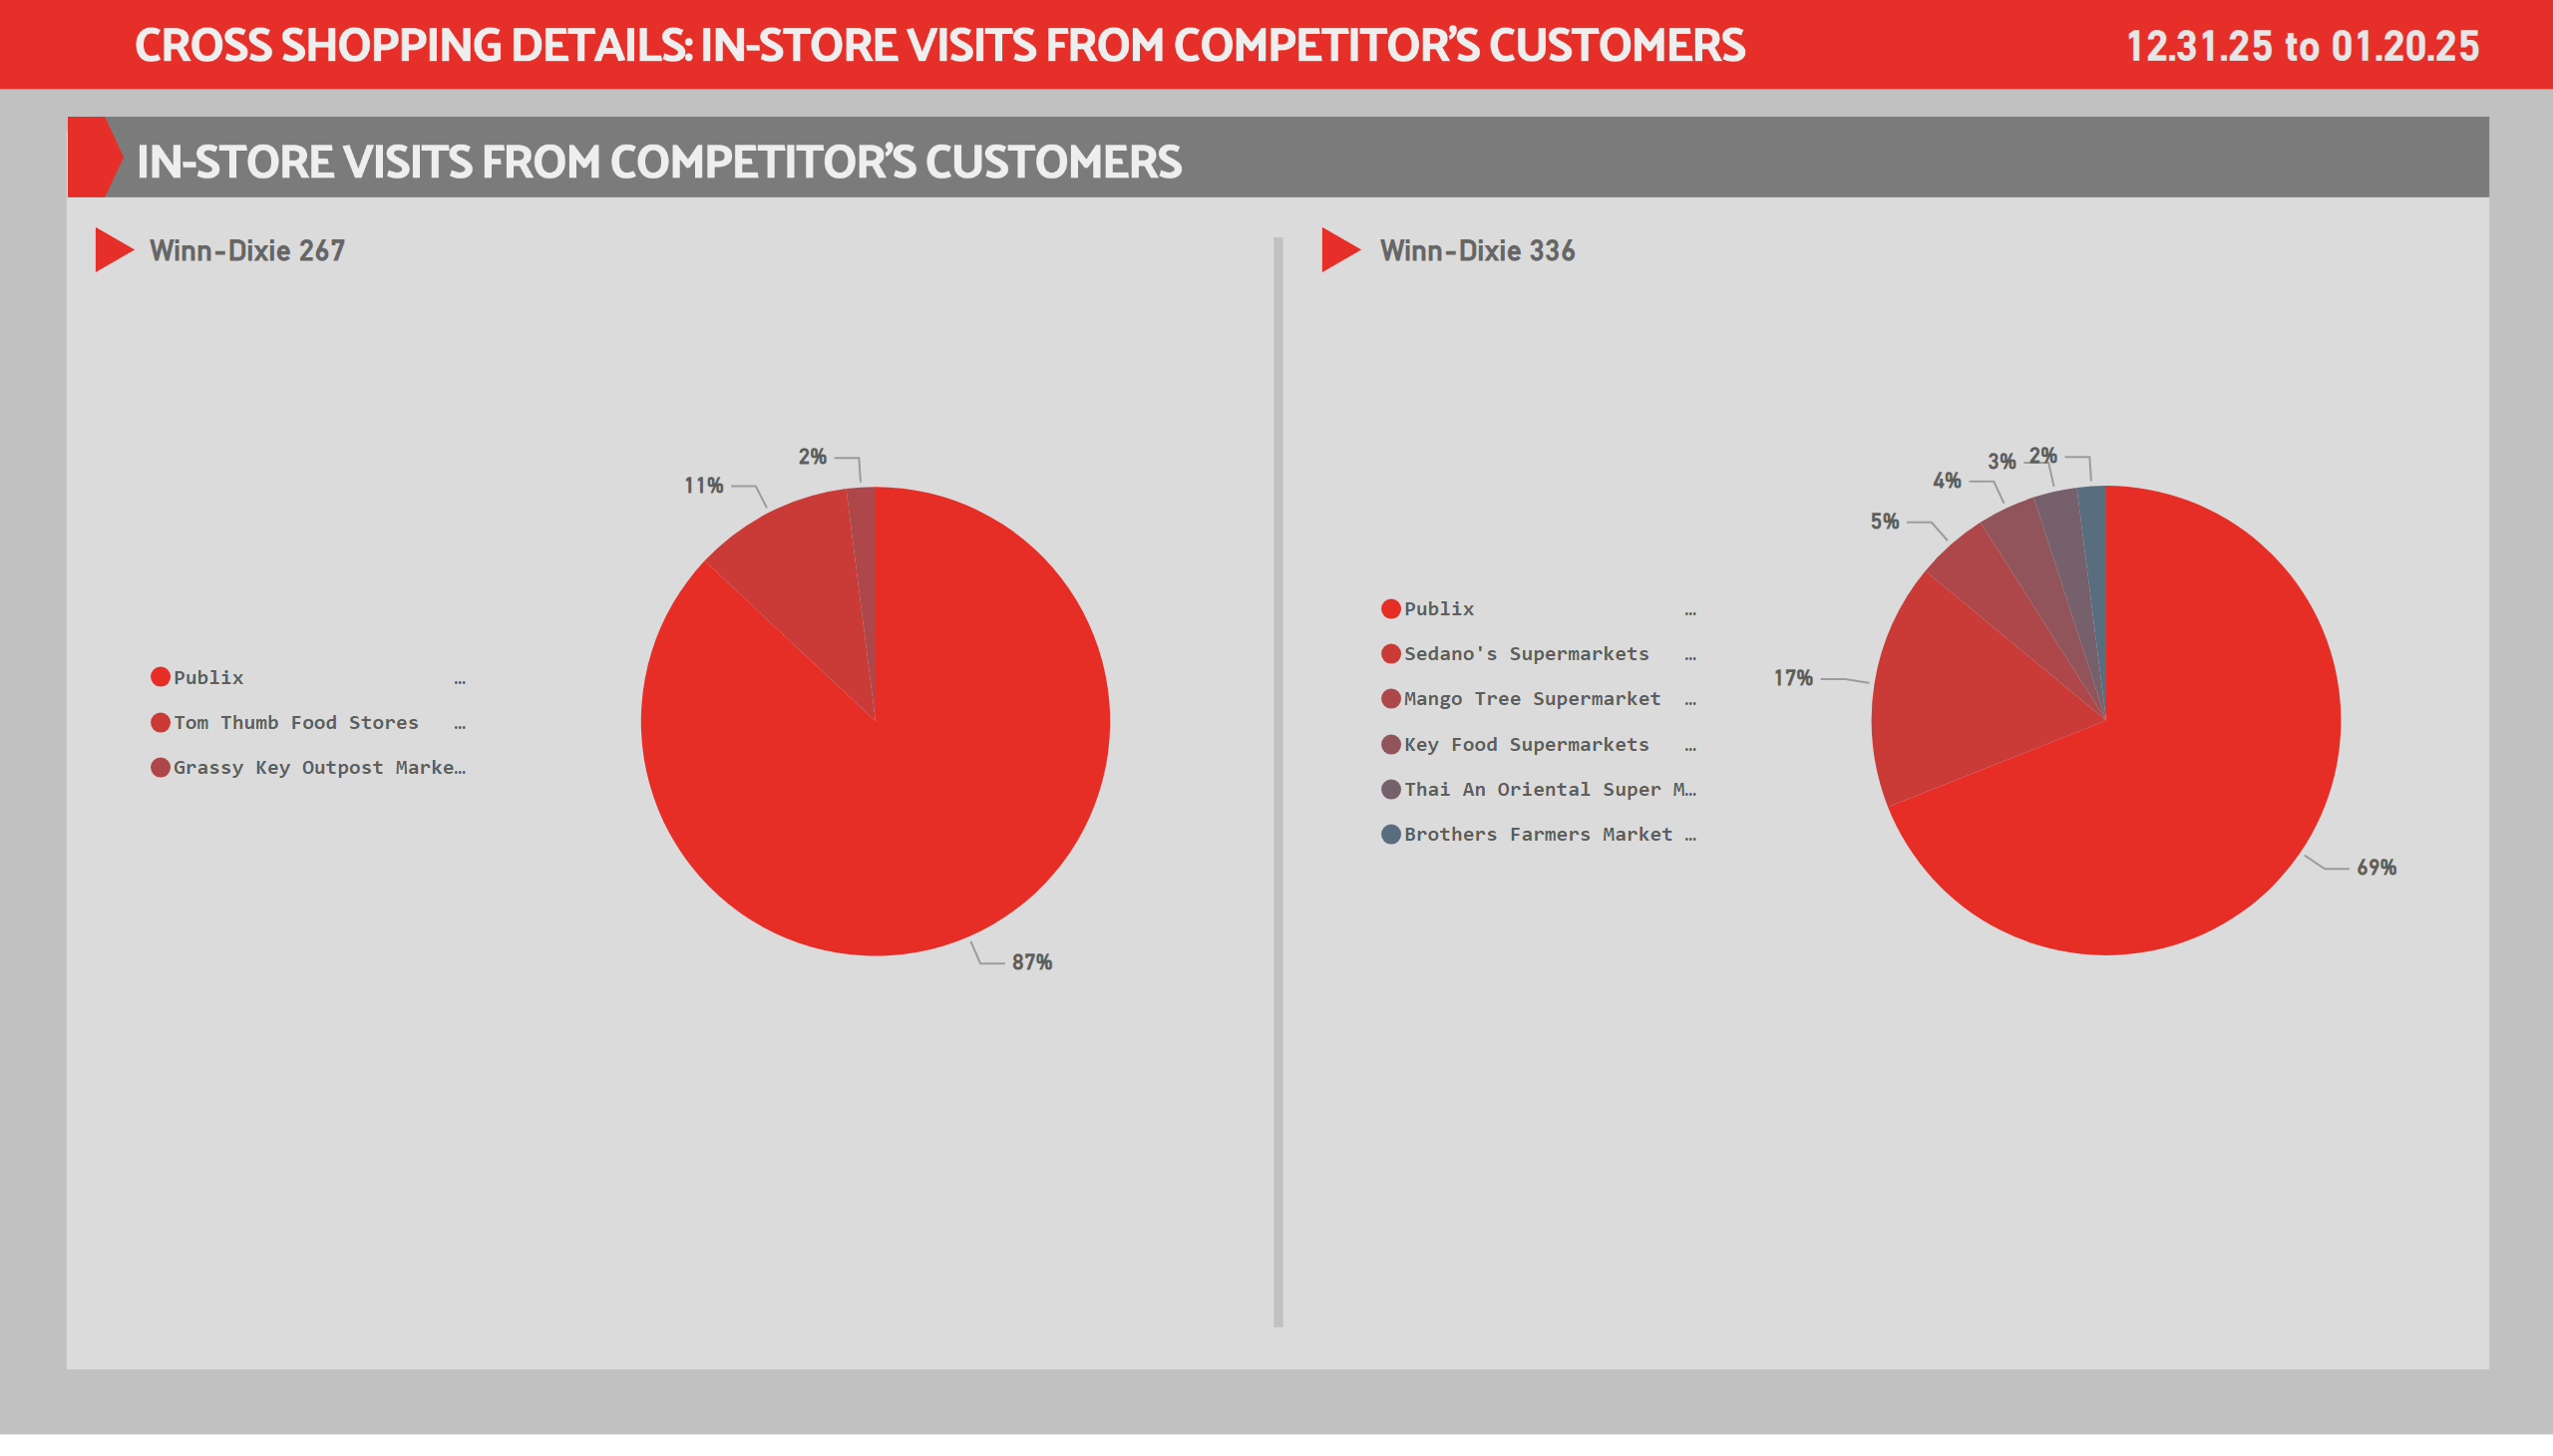 CROSS SHOPPING DETAILS: IN-STORE VISITS FROM COMPETITOR'S CUSTOMERS
12.31.25 to 01.20.25
IN-STORE VISITS FROM COMPETITOR'S CUSTOMERS
Winn-Dixie 267
2%
11%
Publix …
Tom Thumb Food Stores …
Grassy Key Outpost Marke…
87%
Winn-Dixie 336
2%
3%
4%
5%
Publix …
Sedano's Supermarkets …
17%
Mango Tree Supermarket …
Key Food Supermarkets …
Thai An Oriental Super M…
Brothers Farmers Market …
69%